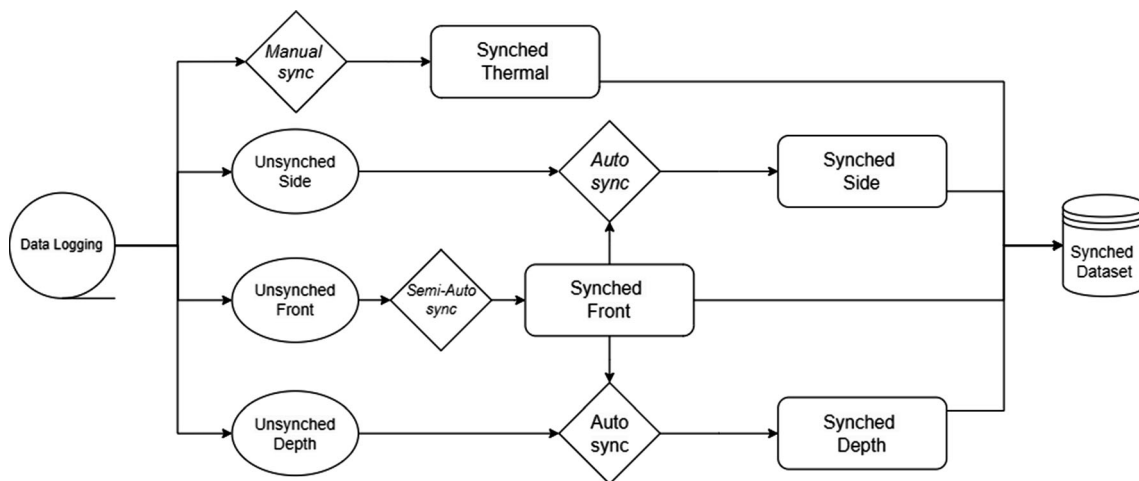 Manual
sync
Synched
Thermal
Unsynched
Side
Auto
sync
Synched
Side
Data Logging
Synched
Dataset
Unsynched
Front
Semi-Auto
sync
Synched
Front
Unsynched
Depth
Auto
sync
Synched
Depth